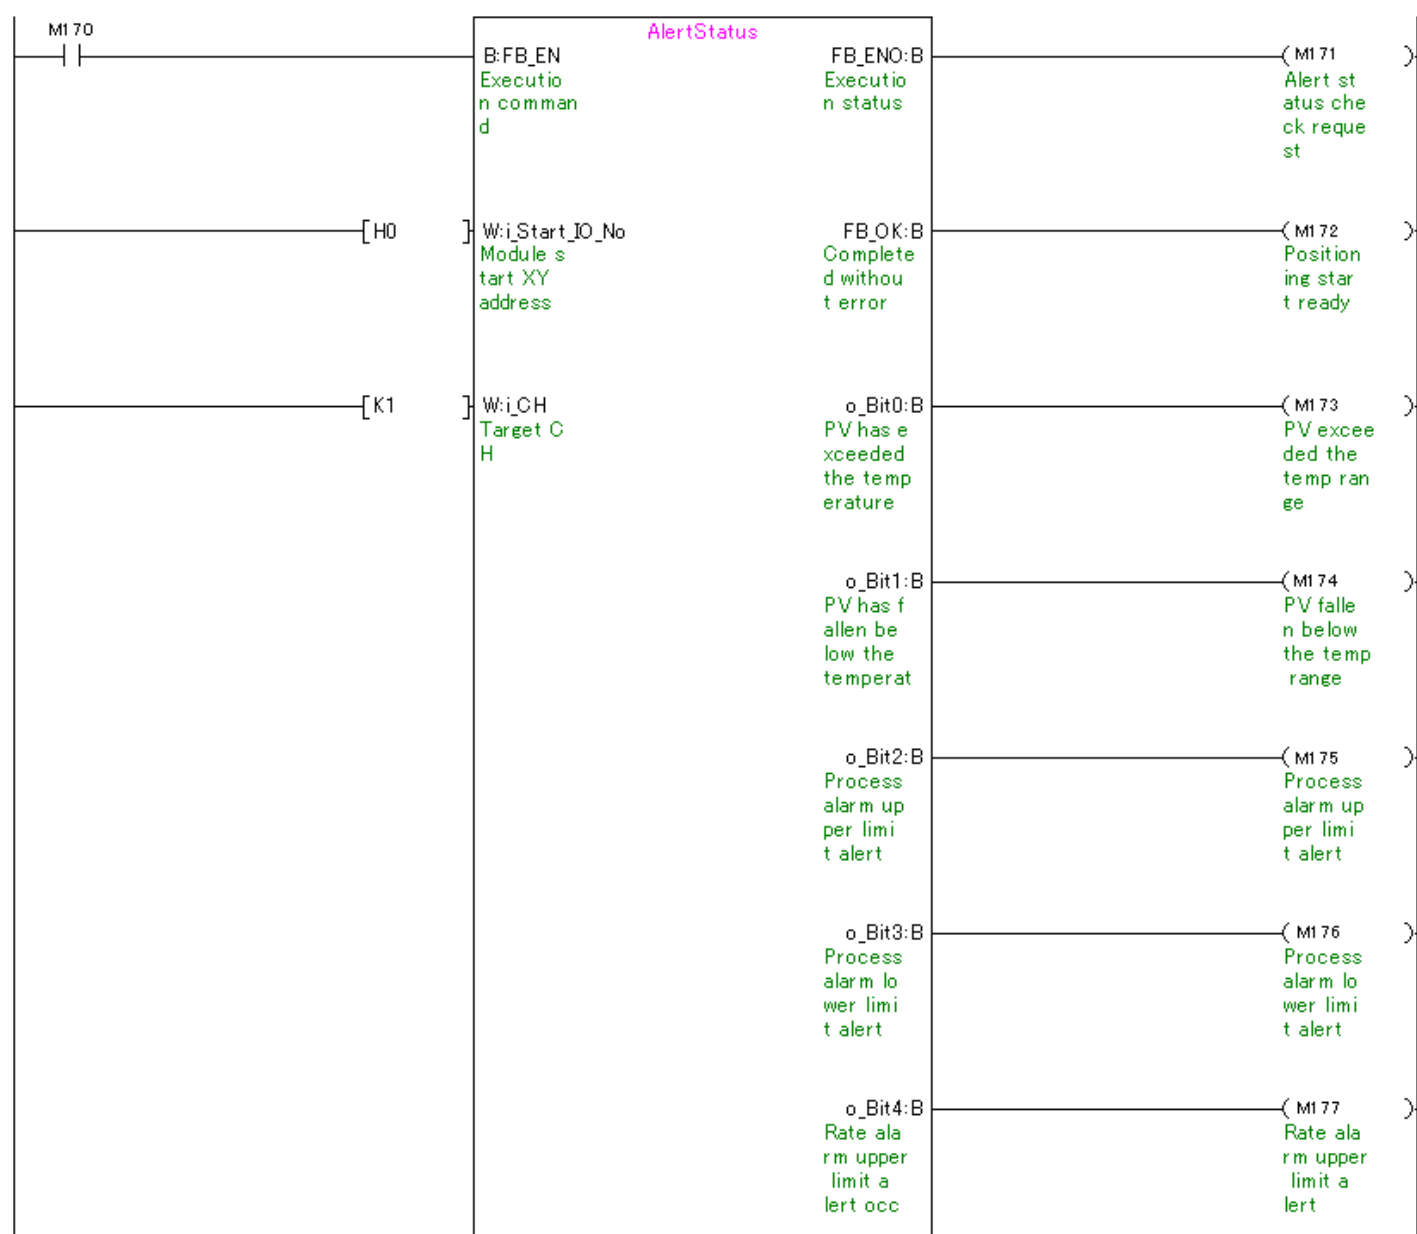 M170
AlertStatus
B:FB_EN
Executio
n comman
d
FB_ENO:B
Executio
n status
M171
Alert st
atus che
ck reque
st
H0
W:i_Start_IO_No
Module s
tart XY
address
FB_OK:B
Complete
d withou
t error
M172
Position
ing star
t ready
K1
W:i_CH
Target C
H
o_Bit0:B
PV has e
xceeded
the temp
erature
M173
PV excee
ded the
temp ran
ge
o_Bit1:B
PV has f
allen be
low the
temperat
M174
PV falle
n below
the temp
range
o_Bit2:B
Process
alarm up
per limi
t alert
M175
Process
alarm up
per limi
t alert
o_Bit3:B
Process
alarm lo
wer limi
t alert
M176
Process
alarm lo
wer limi
t alert
o_Bit4:B
Rate ala
rm upper
limit a
lert occ
M177
Rate ala
rm upper
limit a
lert